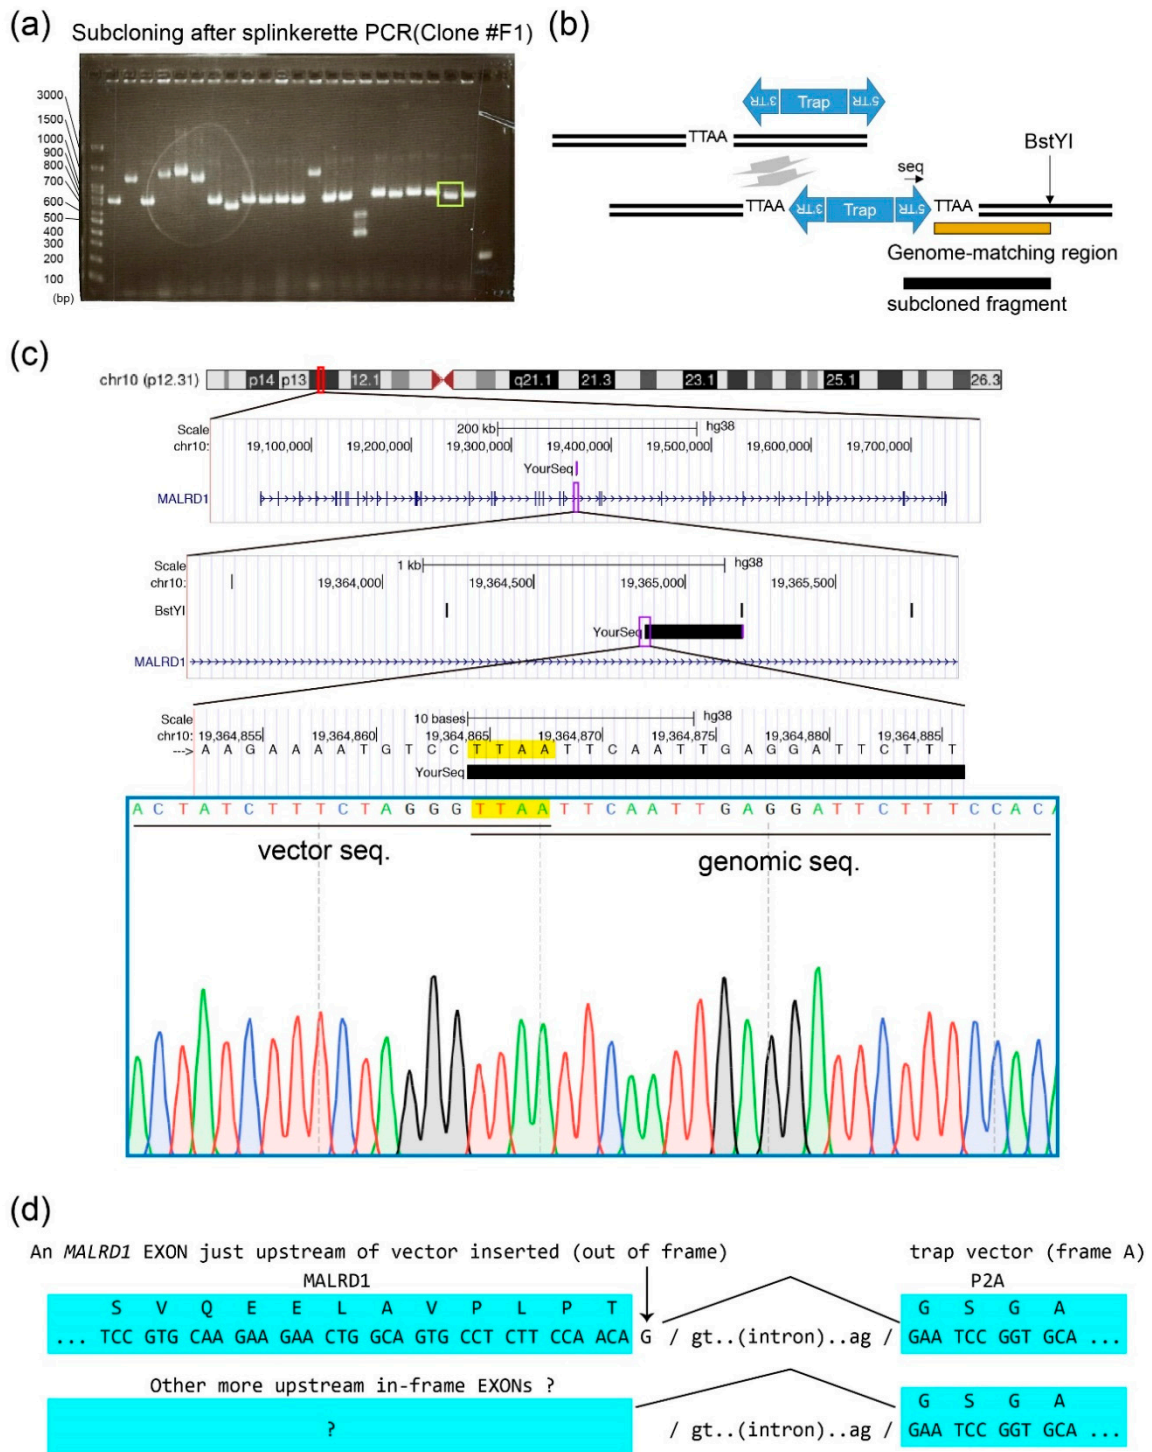 (a) Subcloning after splinkerette PCR(Clone #F1)
3000
1500
1000
900
800
700
600
500
400
300
200
100
(bp)
(b)
3'TR Trap 5'TR
TTAA
BstYI
seq
TTAA 3'TR Trap 5'TR TTAA
Genome-matching region
subcloned fragment
(c)
chr10 (p12.31) p14 p13 12.1 q21.1 21.3 23.1 25.1 26.3
Scale 200 kb hg38
chr10: 19,100,000 19,200,000 19,300,000 19,400,000 19,500,000 19,600,000 19,700,000
YourSeq
MALRD1
Scale 1 kb hg38
chr10: 19,364,000 19,364,500 19,365,000 19,365,500
BstYI
YourSeq
MALRD1
Scale 10 bases hg38
chr10: 19,364,855 19,364,860 19,364,865 19,364,870 19,364,875 19,364,880 19,364,885
---> A A G A A A A T G T C C T T A A T T C A A T T G A G G A T T C T T T
YourSeq
A C T A T C T T T C T A G G G T T A A T T C A A T T G A G G A T T C T T T C C A C A
vector seq. genomic seq.
(d)
An MALRD1 EXON just upstream of vector inserted (out of frame) trap vector (frame A)
MALRD1 P2A
S V Q E E L A V P L P T G S G A
... TCC GTG CAA GAA GAA CTG GCA GTG CCT CTT CCA ACA G / gt..(intron)..ag / GAA TCC GGT GCA ...
Other more upstream in-frame EXONs ?
G S G A
? / gt..(intron)..ag / GAA TCC GGT GCA ...